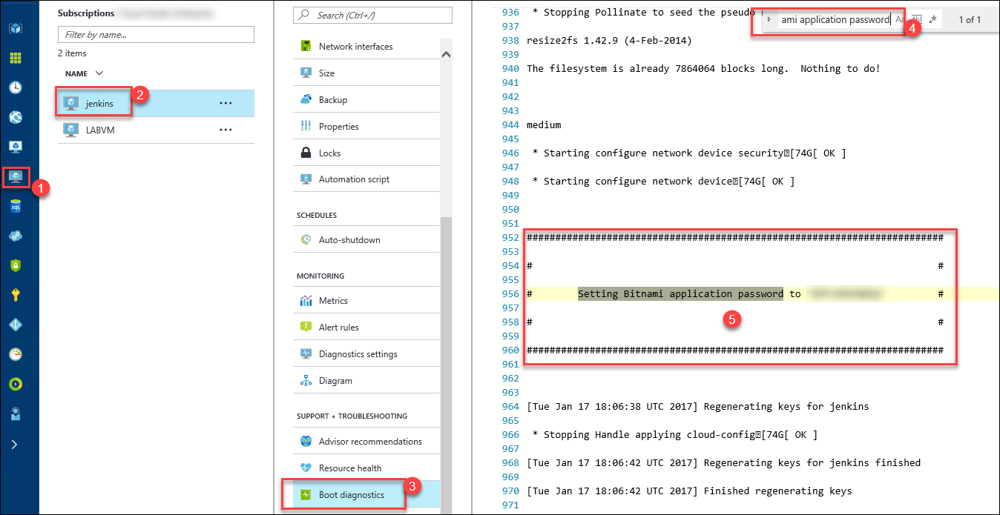 Subscriptions
Filter by name...
2 items
NAME
jenkins
2
LABVM
1
SQL
Search (Ctrl+/)
Network interfaces
Size
Backup
Properties
Locks
Automation script
SCHEDULES
Auto-shutdown
MONITORING
Metrics
Alert rules
Diagnostics settings
Diagram
SUPPORT + TROUBLESHOOTING
Advisor recommendations
Resource health
Boot diagnostics
3
ami application password
Aa
1 of 1
4
936 * Stopping Pollinate to seed the pseudo
937
938 resize2fs 1.42.9 (4-Feb-2014)
939
940 The filesystem is already 7864064 blocks long.  Nothing to do!
941
942
943
944 medium
945
946 * Starting configure network device security[74G[ OK ]
947
948 * Starting configure network device[74G[ OK ]
949
950
951
952 #########################################################################
953
954 # #
955
956 # Setting Bitnami application password to #
957
5
958 # #
959
960 #########################################################################
961
962
963
964 [Tue Jan 17 18:06:38 UTC 2017] Regenerating keys for jenkins
965
966 * Stopping Handle applying cloud-config[74G[ OK ]
967
968 [Tue Jan 17 18:06:42 UTC 2017] Regenerating keys for jenkins finished
969
970 [Tue Jan 17 18:06:42 UTC 2017] Finished regenerating keys
971